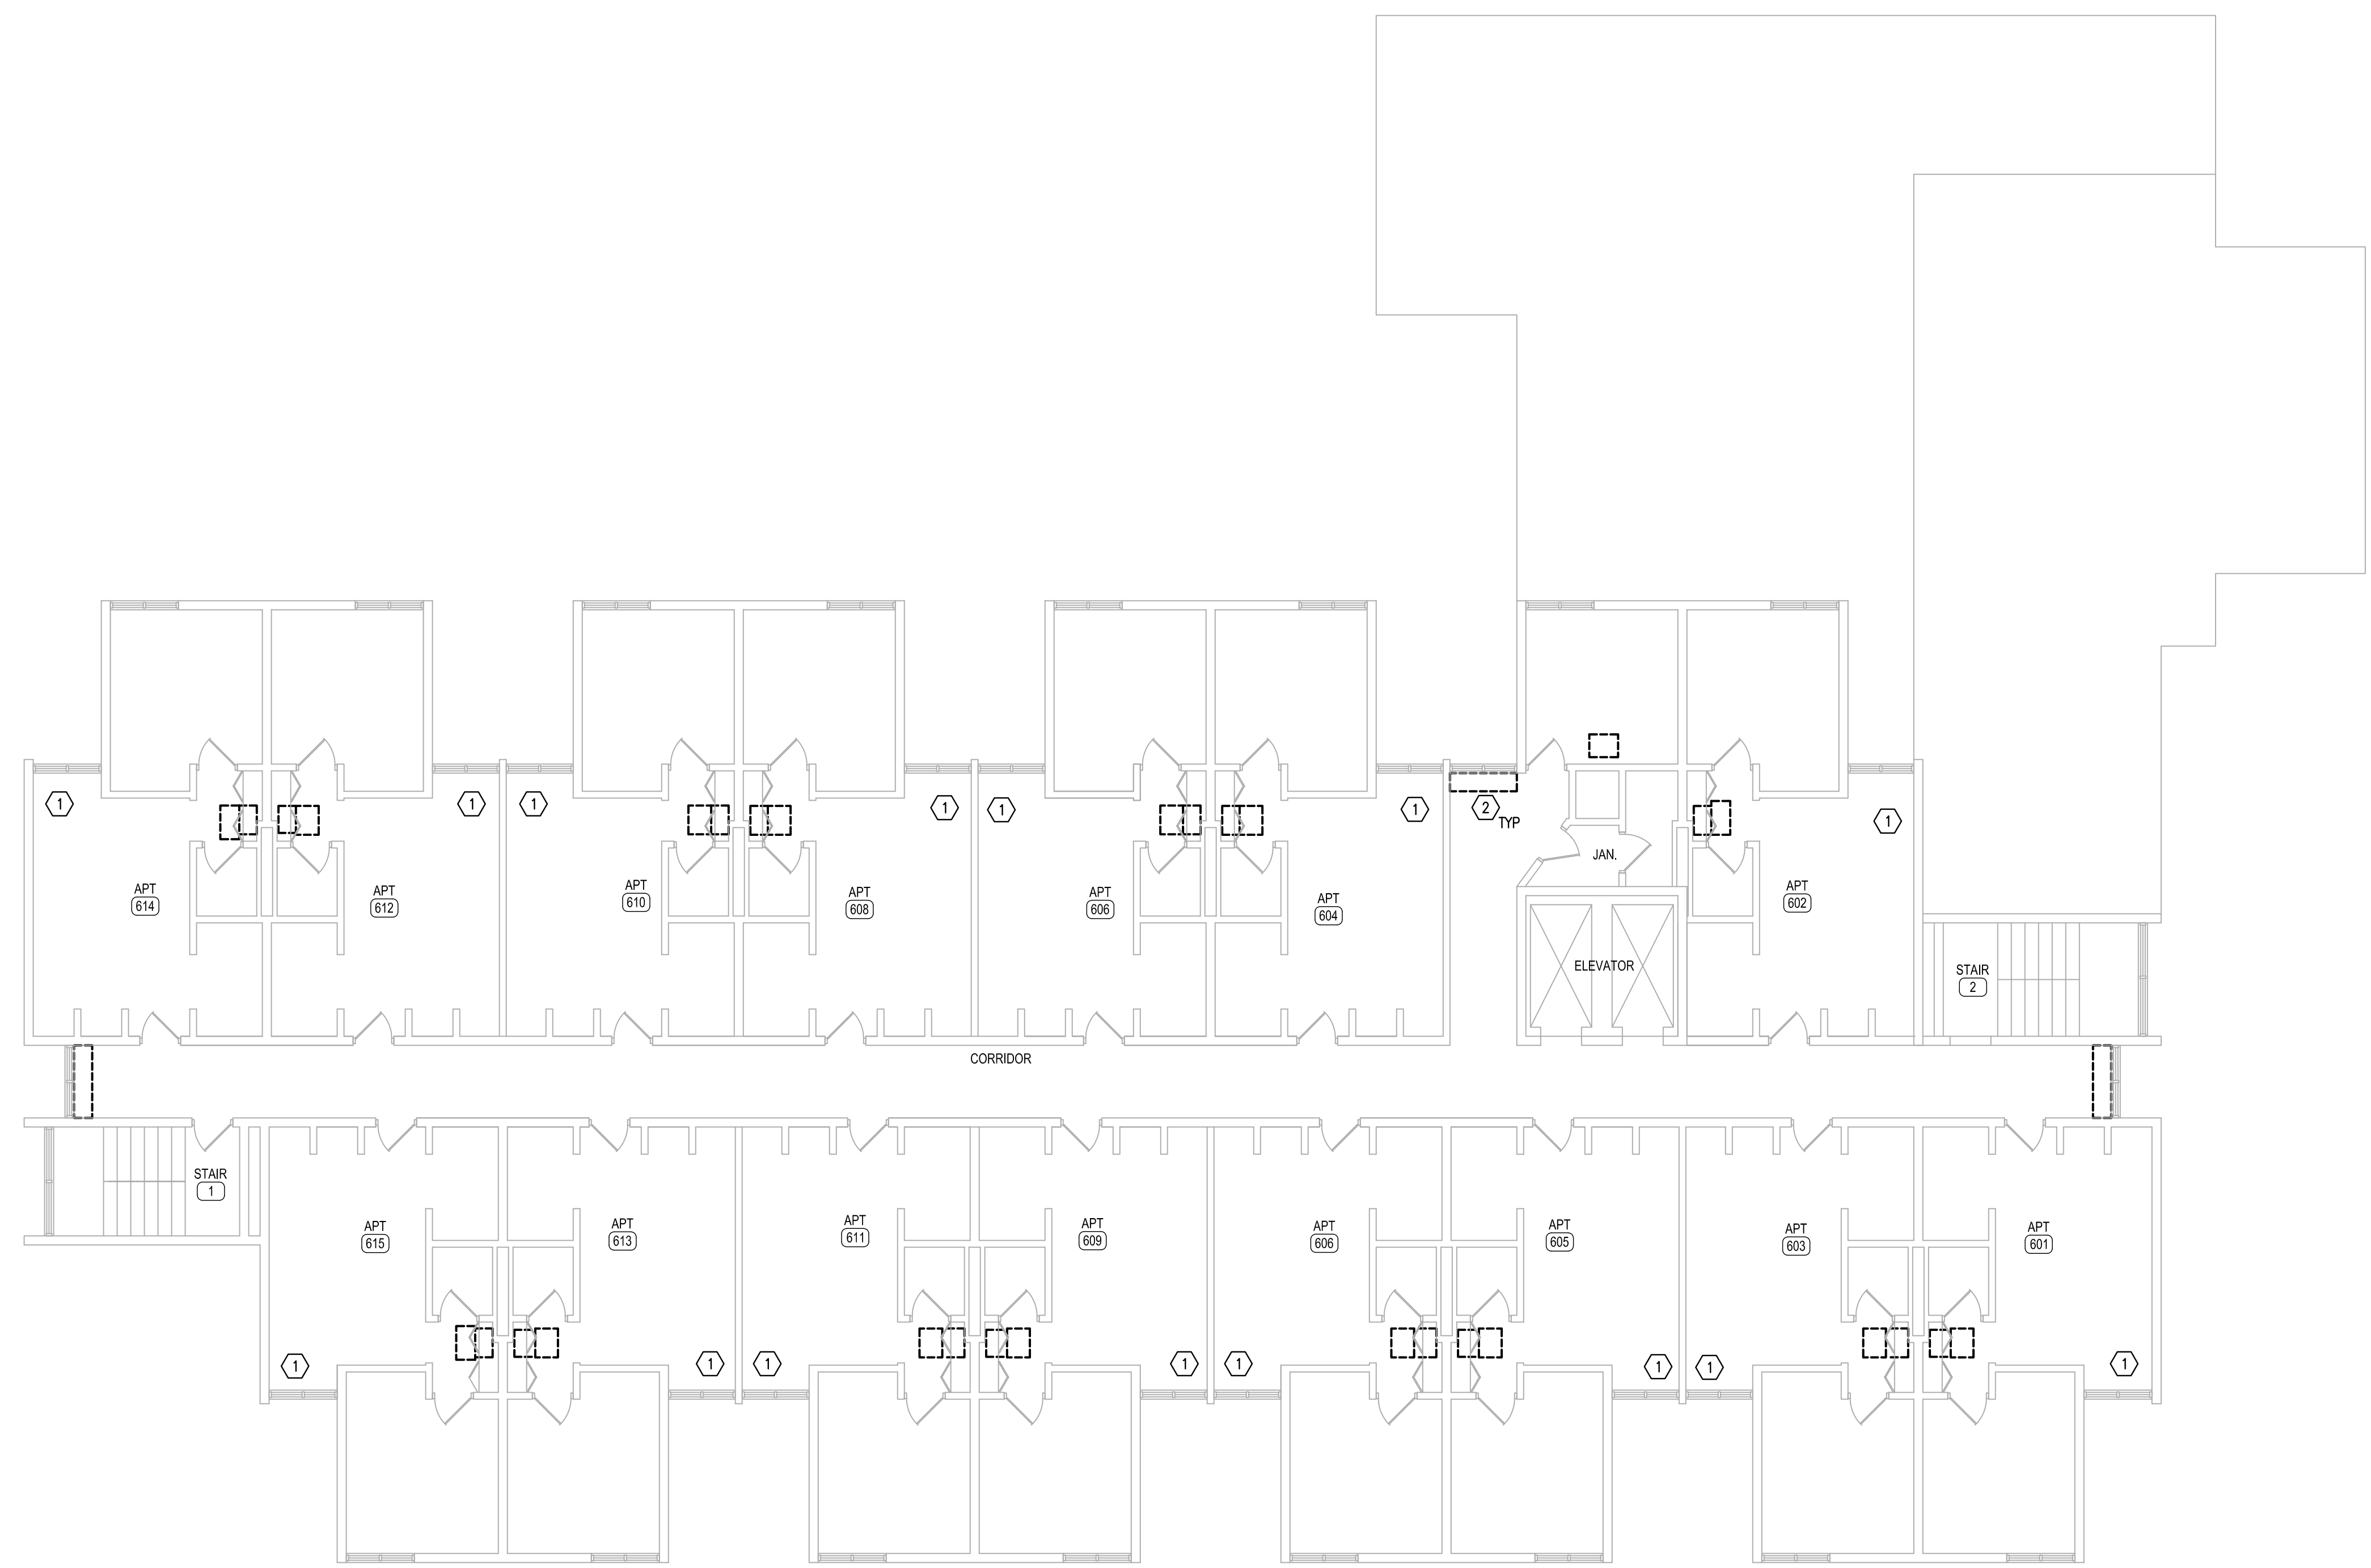 1
1
1
1
1
1
2
TYP
1
JAN.
APT
614
APT
612
APT
610
APT
608
APT
606
APT
604
APT
602
ELEVATOR
STAIR
2
CORRIDOR
STAIR
1
APT
615
APT
613
APT
611
APT
609
APT
606
APT
605
APT
603
APT
601
1
1
1
1
1
1
1
1